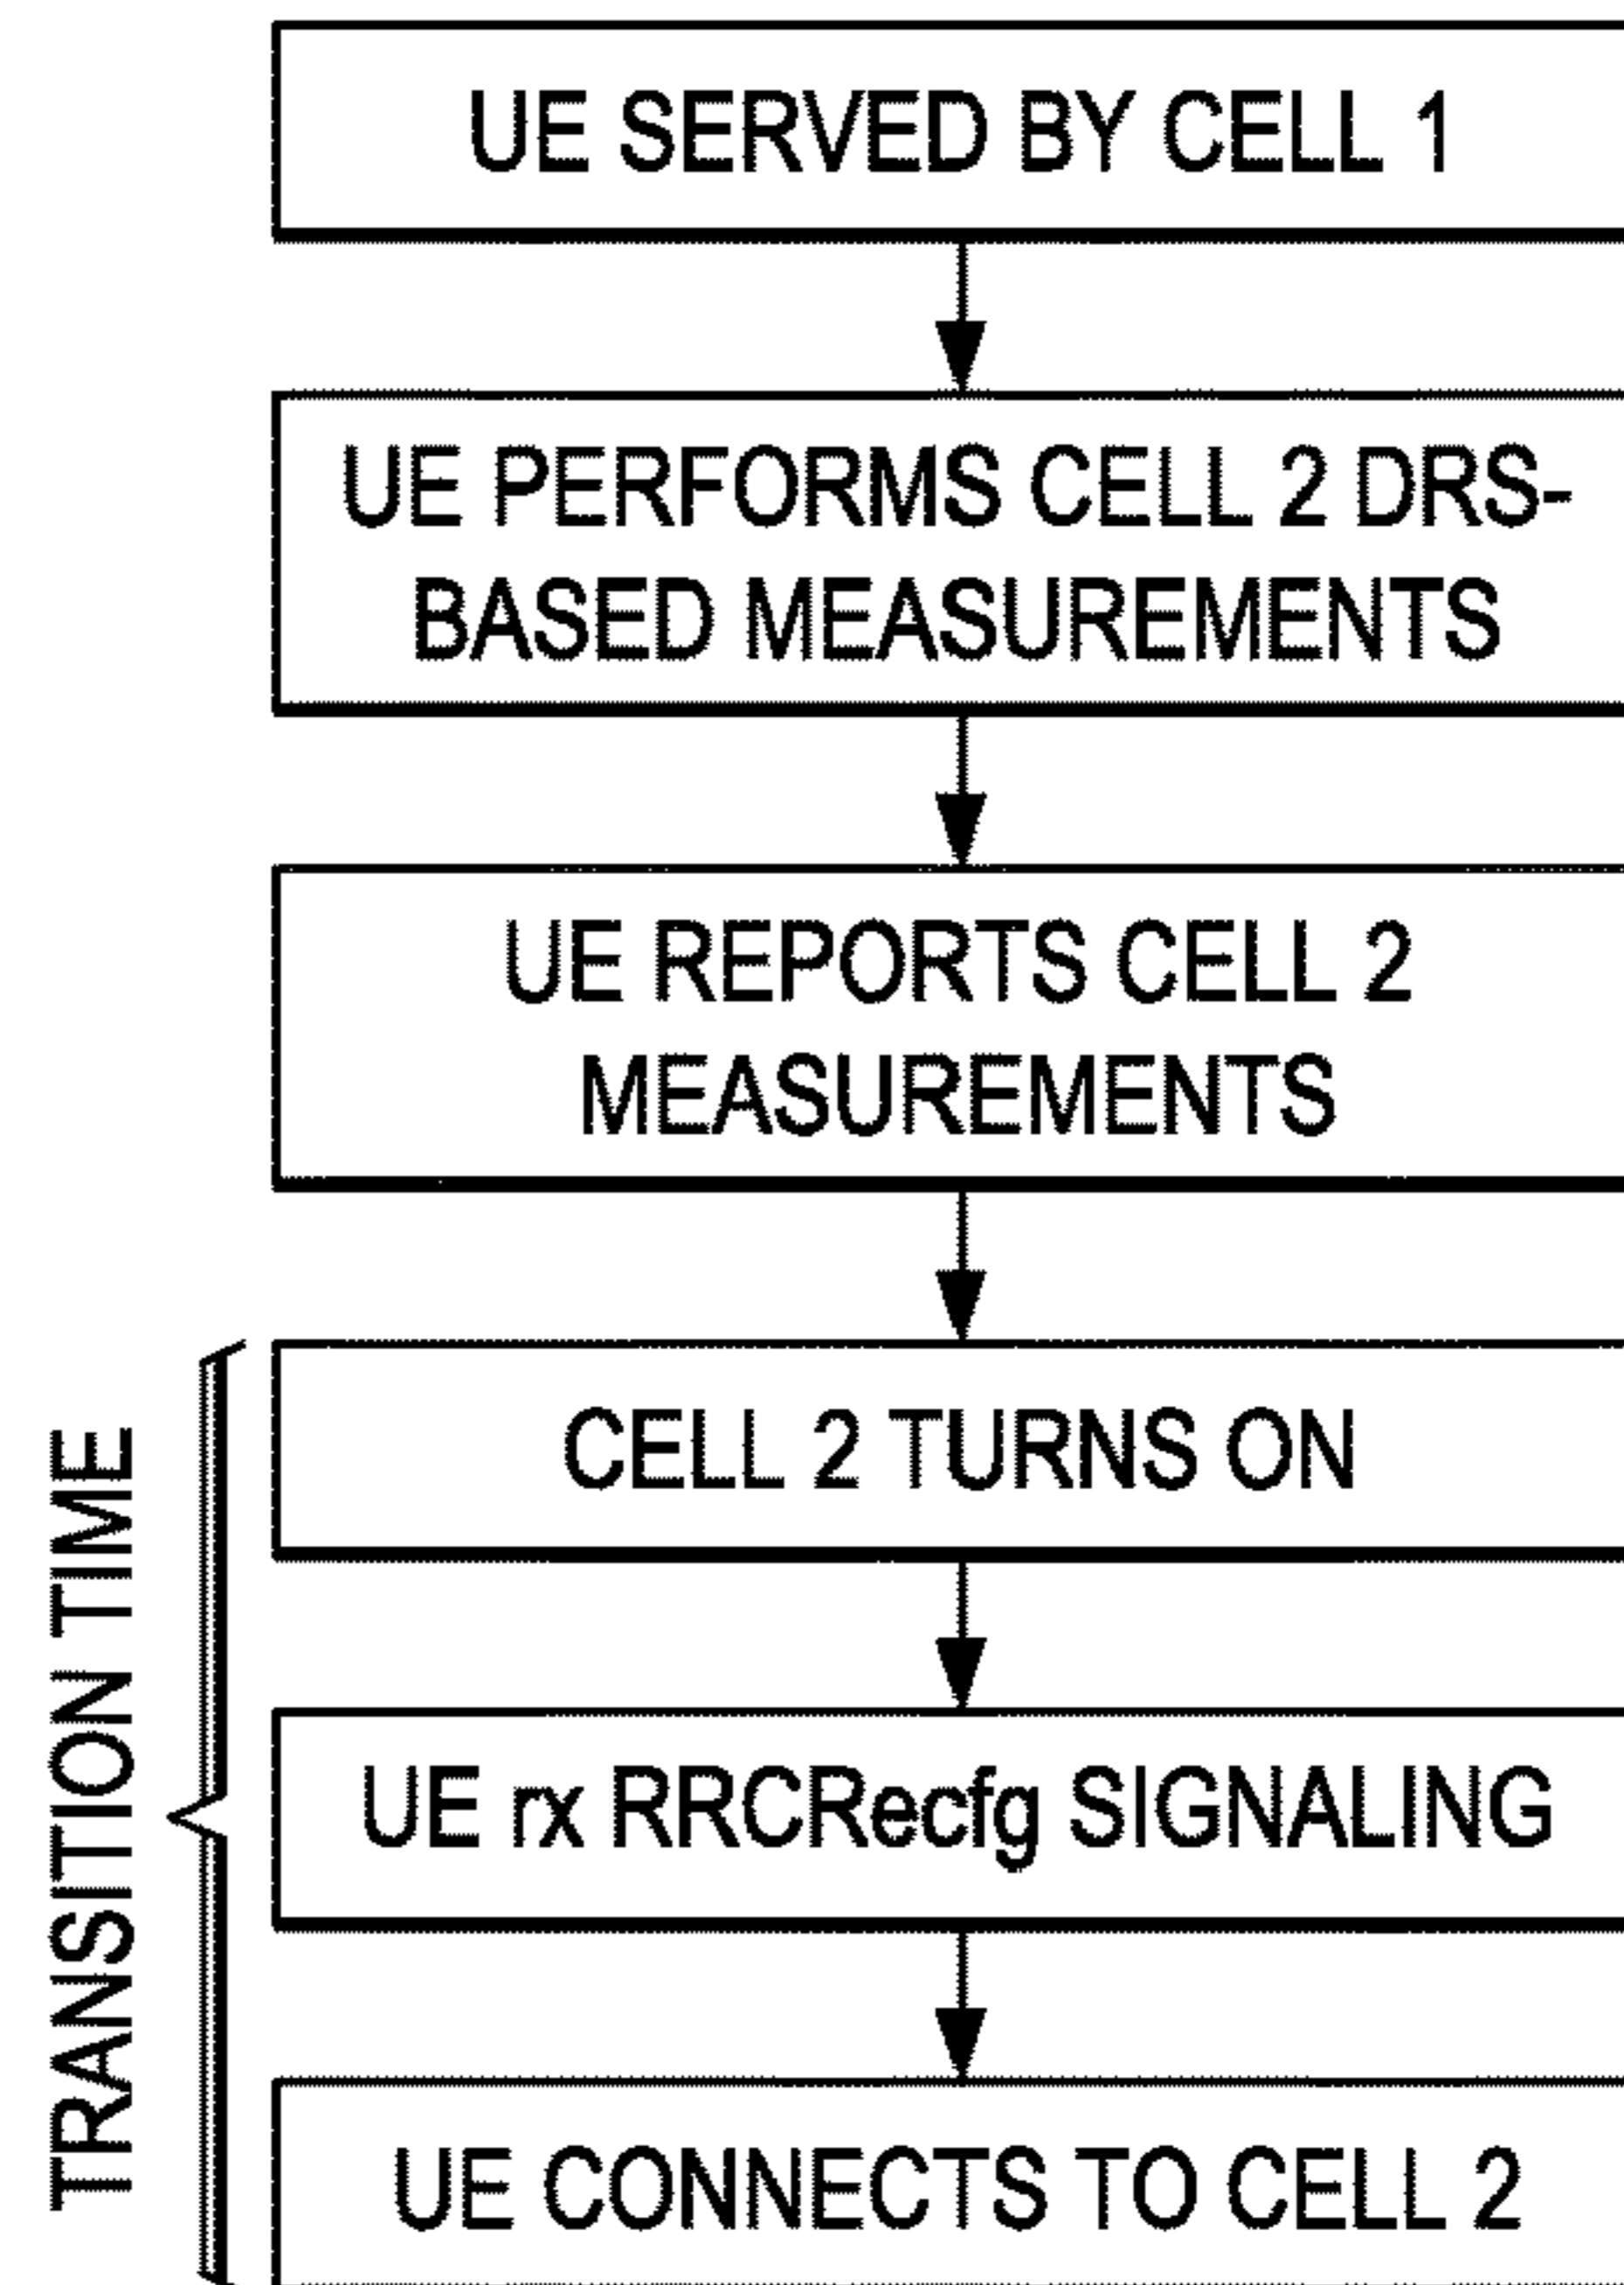 UE SERVED BY CELL 1
UE PERFORMS CELL 2 DRS-
BASED MEASUREMENTS
UE REPORTS CELL 2
MEASUREMENTS
CELL 2 TURNS ON
UE rx RRCRecfg SIGNALING
UE CONNECTS TO CELL 2
TRANSITION TIME